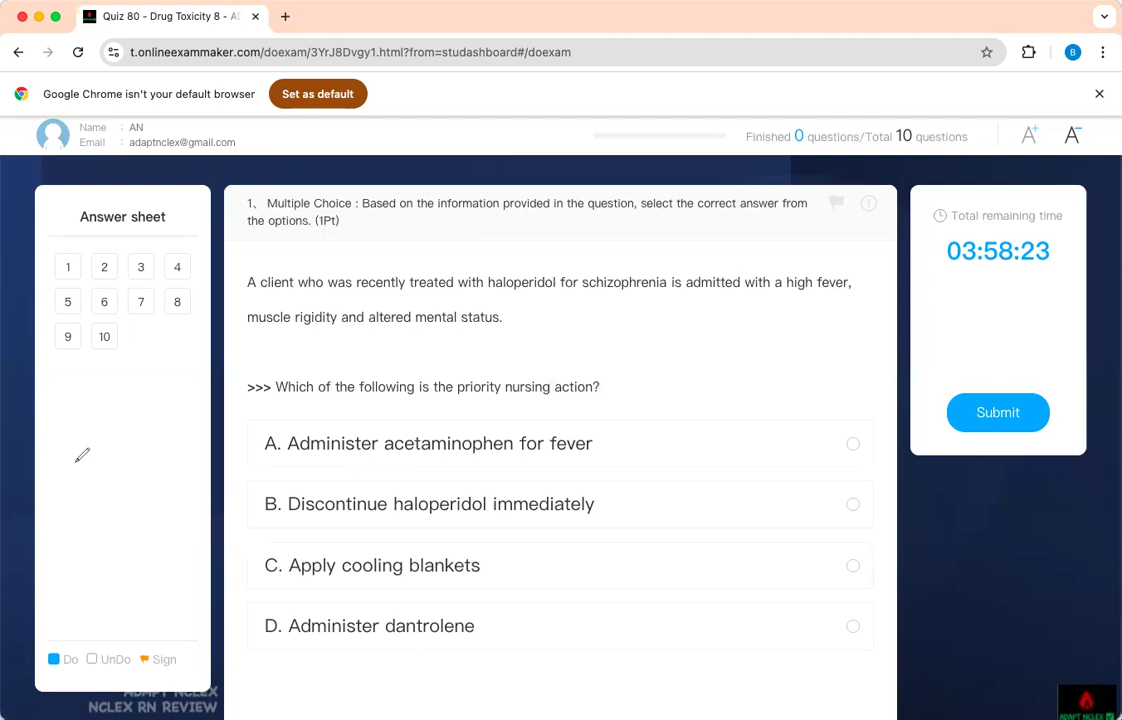 Quiz 80 - Drug Toxicity 8 - AD
t.onlineexammaker.com/doexam/3YrJ8Dvgy1.html?from=studashboard#/doexam
B
Google Chrome isn't your default browser
Set as default
Name : AN
Email : adaptnclex@gmail.com
Finished 0 questions/Total 10 questions
A+ A-
Answer sheet
1 2 3 4
5 6 7 8
9 10
Do UnDo Sign
ADAPT NCLEX
NCLEX RN REVIEW
1、 Multiple Choice : Based on the information provided in the question, select the correct answer from
the options. (1Pt)
A client who was recently treated with haloperidol for schizophrenia is admitted with a high fever,
muscle rigidity and altered mental status.
>>> Which of the following is the priority nursing action?
A. Administer acetaminophen for fever
B. Discontinue haloperidol immediately
C. Apply cooling blankets
D. Administer dantrolene
Total remaining time
03:58:23
Submit
ADAPT NCLEX